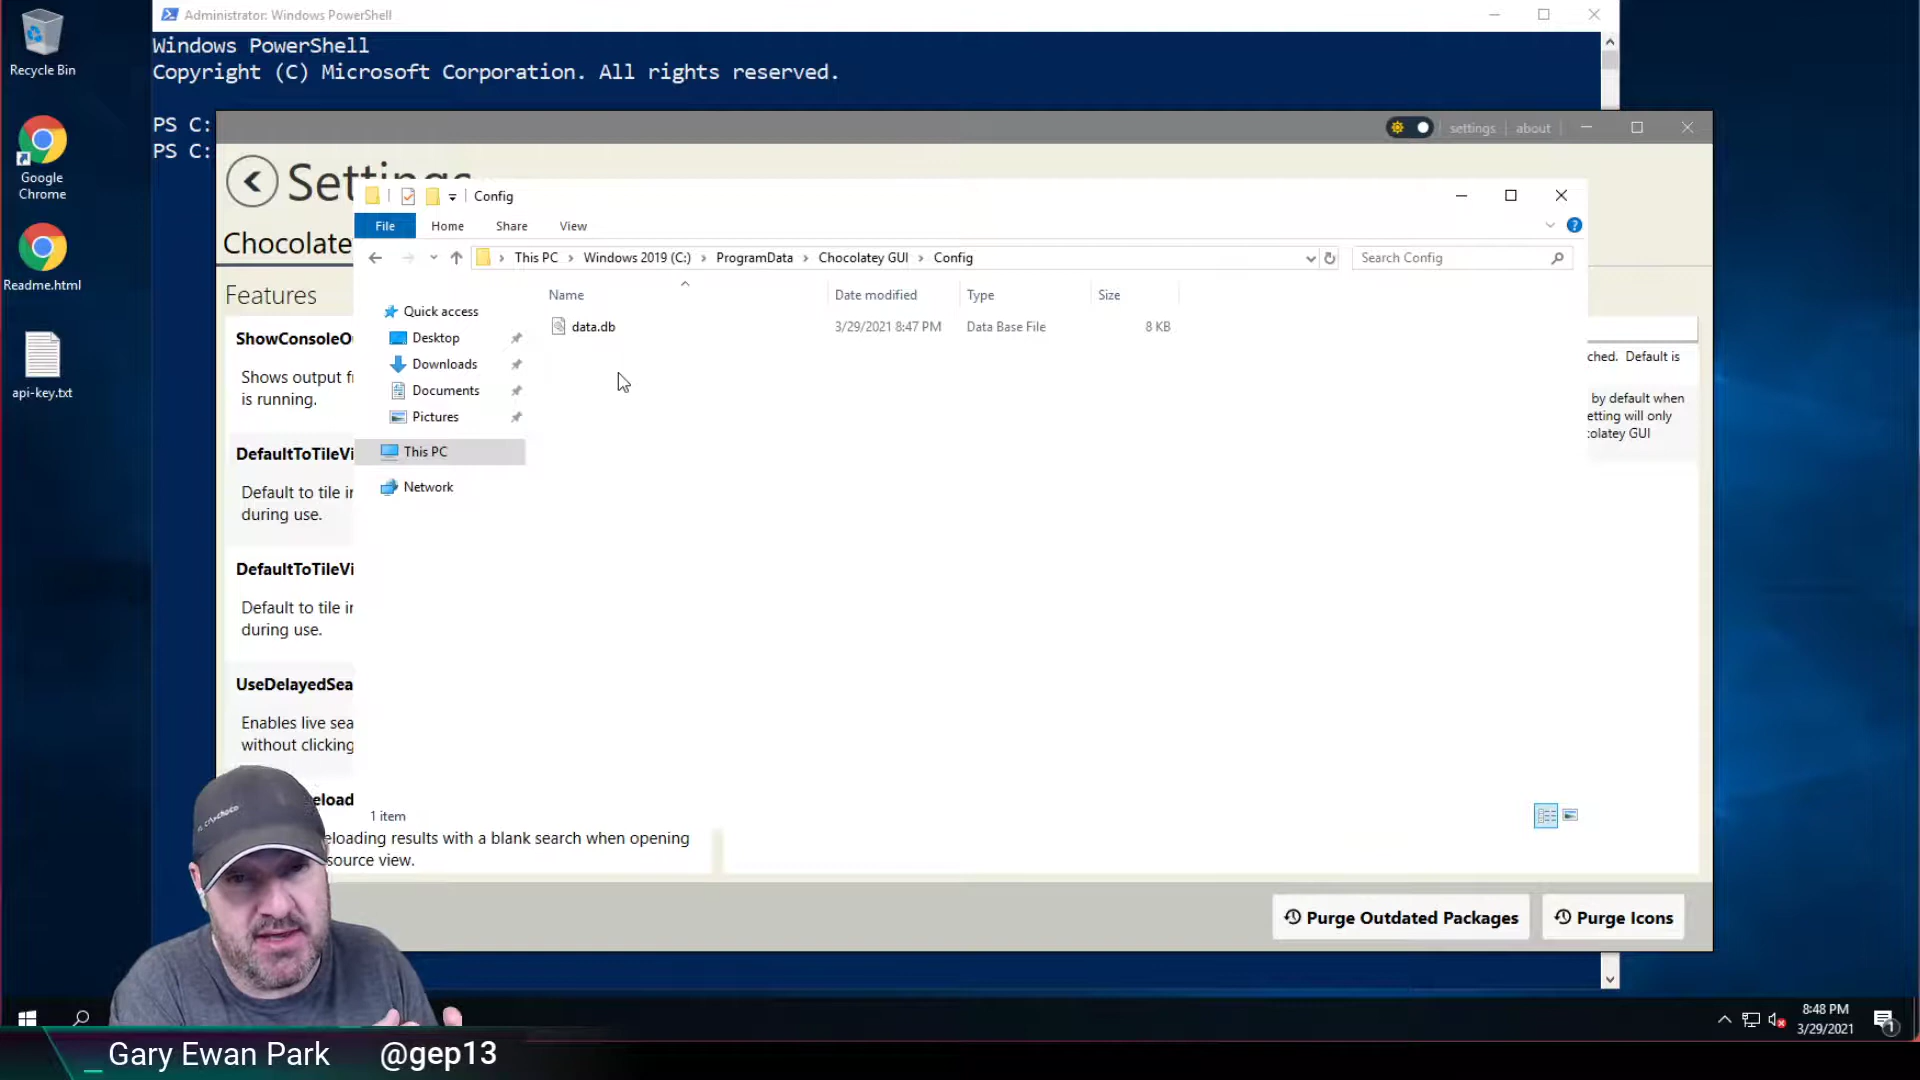 Recycle Bin
Google
Chrome
Readme.html
api-key.txt
Administrator: Windows PowerShell
Windows PowerShell
Copyright (C) Microsoft Corporation. All rights reserved.
PS C:
PS C:
settings
about
Settings
Chocolate
Features
ShowConsoleO
Shows output f
is running.
DefaultToTileVi
Default to tile i
during use.
DefaultToTileVi
Default to tile i
during use.
UseDelayedSea
Enables live sea
without clicking
eload
eloading results with a blank search when opening
source view.
Config
File
Home
Share
View
This PC
Windows 2019 (C:)
ProgramData
Chocolatey GUI
Config
Search Config
Name
Date modified
Type
Size
data.db
3/29/2021 8:47 PM
Data Base File
8 KB
Quick access
Desktop
Downloads
Documents
Pictures
This PC
Network
1 item
ched. Default is
by default when
etting will only
colatey GUI
Purge Outdated Packages
Purge Icons
8:48 PM
3/29/2021
1
_ Gary Ewan Park
@gep13